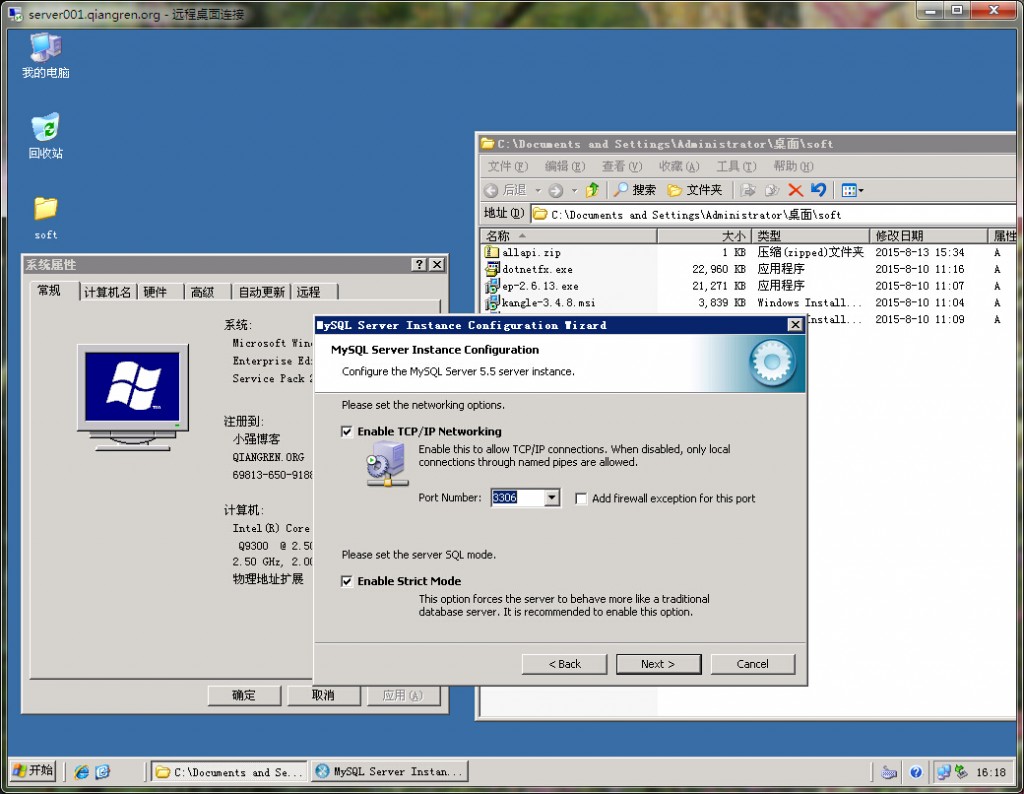 server001.qiangren.org - 远程桌面连接
我的电脑
回收站
soft
C:\Documents and Settings\Administrator\桌面\soft
文件(F) 编辑(E) 查看(V) 收藏(A) 工具(T) 帮助(H)
后退 搜索 文件夹
地址(D) C:\Documents and Settings\Administrator\桌面\soft
名称 大小 类型 修改日期 属性
allapi.zip 1 KB 压缩(zipped)文件夹 2015-8-13 15:34 A
dotnetfx.exe 22,960 KB 应用程序 2015-8-10 11:16 A
ep-2.6.13.exe 21,271 KB 应用程序 2015-8-10 11:07 A
kangle-3.4.8.msi 3,839 KB Windows Install... 2015-8-10 11:04 A
nstall... 2015-8-10 11:09 A
系统属性
常规 计算机名 硬件 高级 自动更新 远程
系统:
Microsoft Win
Enterprise Ed
Service Pack 2
注册到:
小强博客
QIANGREN.ORG
69813-650-9188
计算机:
Intel(R) Core
Q9300 @ 2.50
2.50 GHz, 2.00
物理地址扩展
确定 取消 应用(A)
MySQL Server Instance Configuration Wizard
MySQL Server Instance Configuration
Configure the MySQL Server 5.5 server instance.
Please set the networking options.
Enable TCP/IP Networking
Enable this to allow TCP/IP connections. When disabled, only local
connections through named pipes are allowed.
Port Number: 3306 Add firewall exception for this port
Please set the server SQL mode.
Enable Strict Mode
This option forces the server to behave more like a traditional
database server. It is recommended to enable this option.
< Back Next > Cancel
开始 C:\Documents and Se... MySQL Server Instan... 16:18